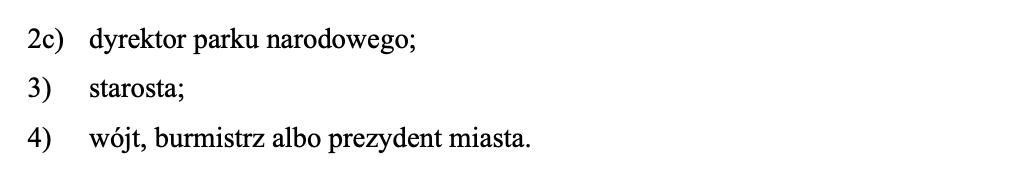 2c) dyrektor parku narodowego;
3) starosta;
4) wójt, burmistrz albo prezydent miasta.